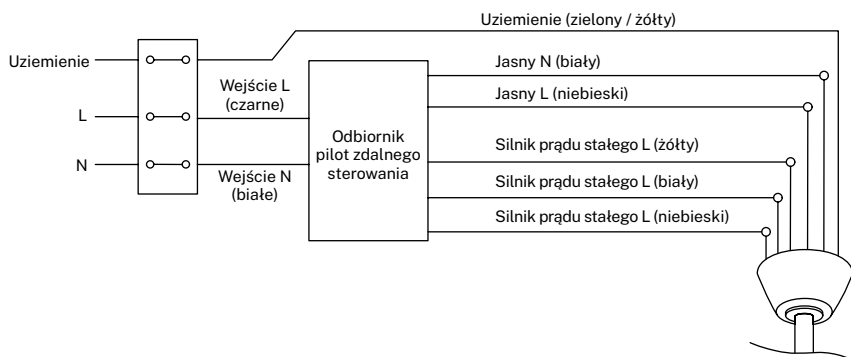 Uziemienie (zielony / żółty)
Uziemienie
Wejście L
(czarne)
L
N
Wejście N
(białe)
Odbiornik
pilot zdalnego
sterowania
Jasny N (biały)
Jasny L (niebieski)
Silnik prądu stałego L (żółty)
Silnik prądu stałego L (biały)
Silnik prądu stałego L (niebieski)